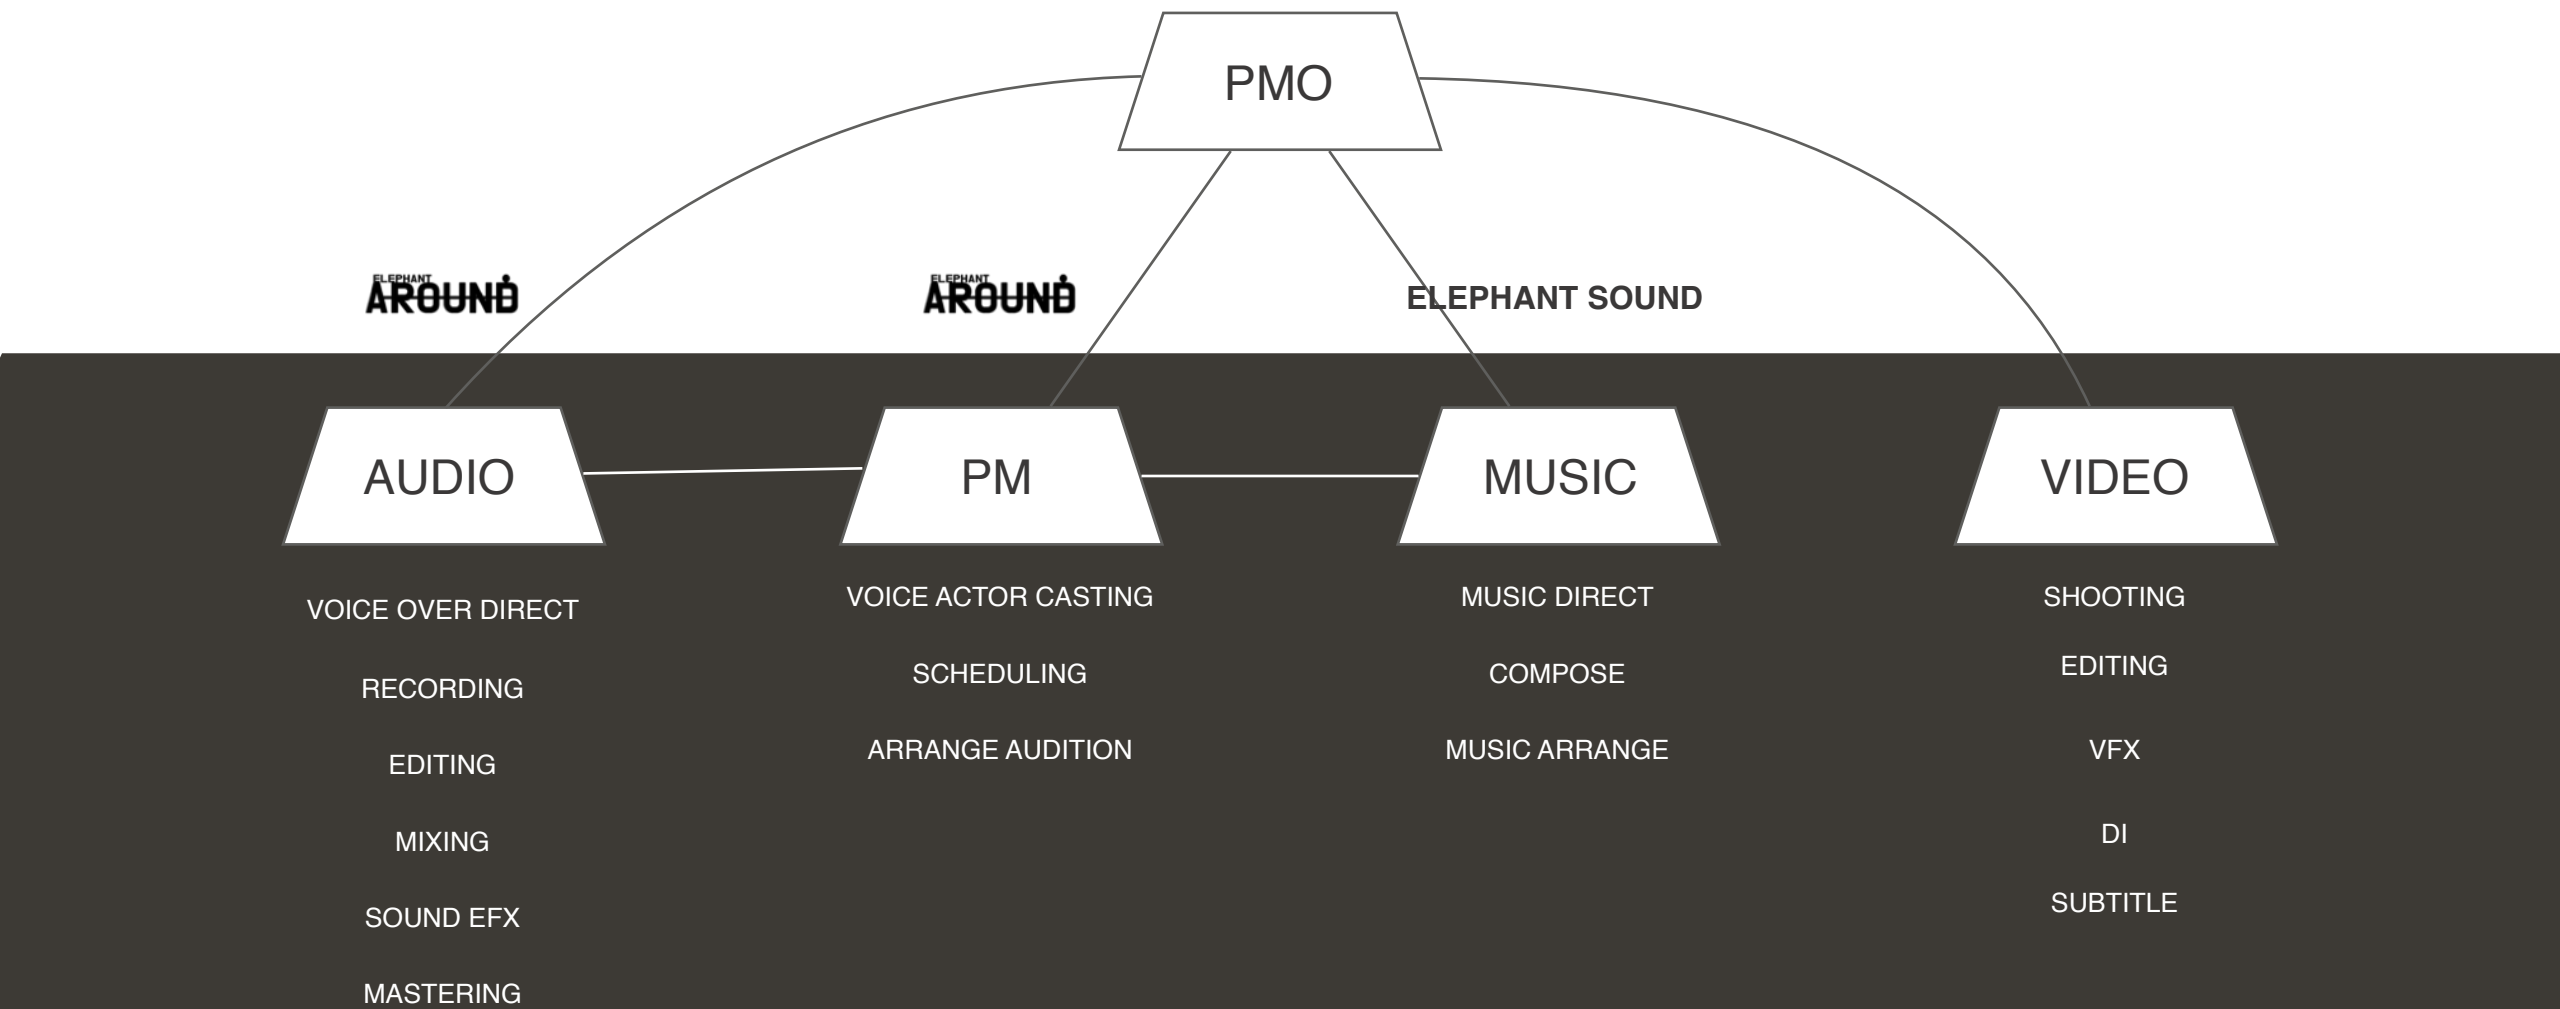 PMO
ELEPHANT
AROUND
ELEPHANT
AROUND
ELEPHANT SOUND
AUDIO
PM
MUSIC
VIDEO
VOICE OVER DIRECT
RECORDING
EDITING
MIXING
SOUND EFX
MASTERING
VOICE ACTOR CASTING
SCHEDULING
ARRANGE AUDITION
MUSIC DIRECT
COMPOSE
MUSIC ARRANGE
SHOOTING
EDITING
VFX
DI
SUBTITLE